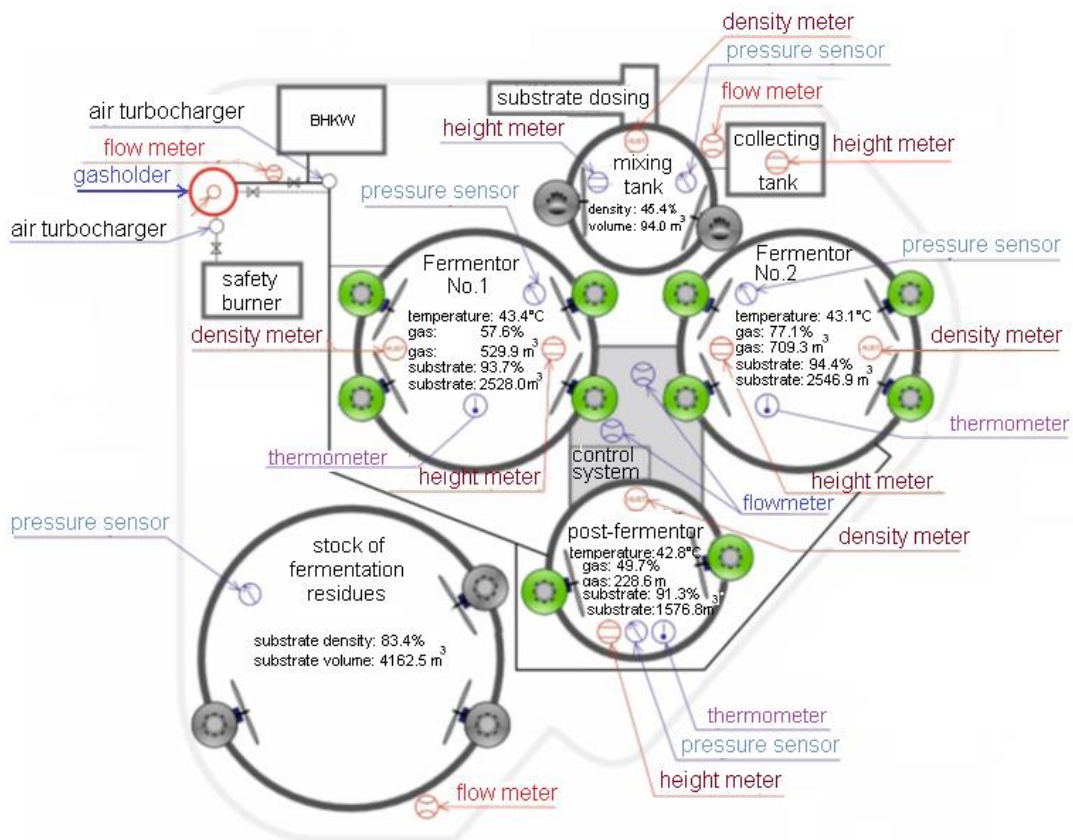 density meter
pressure sensor
flow meter
substrate dosing
air turbocharger
BHKW
height meter
collecting
tank
height meter
mixing
tank
density: 45.4%
volume: 94.0 m³
flow meter
gasholder
pressure sensor
air turbocharger
safety
burner
Fermentor
No.1
temperature: 43.4°C
gas: 57.6%
gas: 529.9 m³
substrate: 93.7%
substrate: 2528.0m³
Fermentor
No.2
temperature: 43.1°C
gas: 77.1%
gas: 709.3 m³
substrate: 94.4%
substrate: 2546.9 m³
pressure sensor
density meter
density meter
thermometer
thermometer
height meter
control
system
height meter
flowmeter
pressure sensor
density meter
post-fermentor
temperature:42.8°C
gas: 49.7%
gas: 228.6 m
substrate: 91.3%
substrate:1576.8m³
stock of
fermentation
residues
substrate density: 83.4%
substrate volume: 4162.5 m³
thermometer
pressure sensor
height meter
flow meter